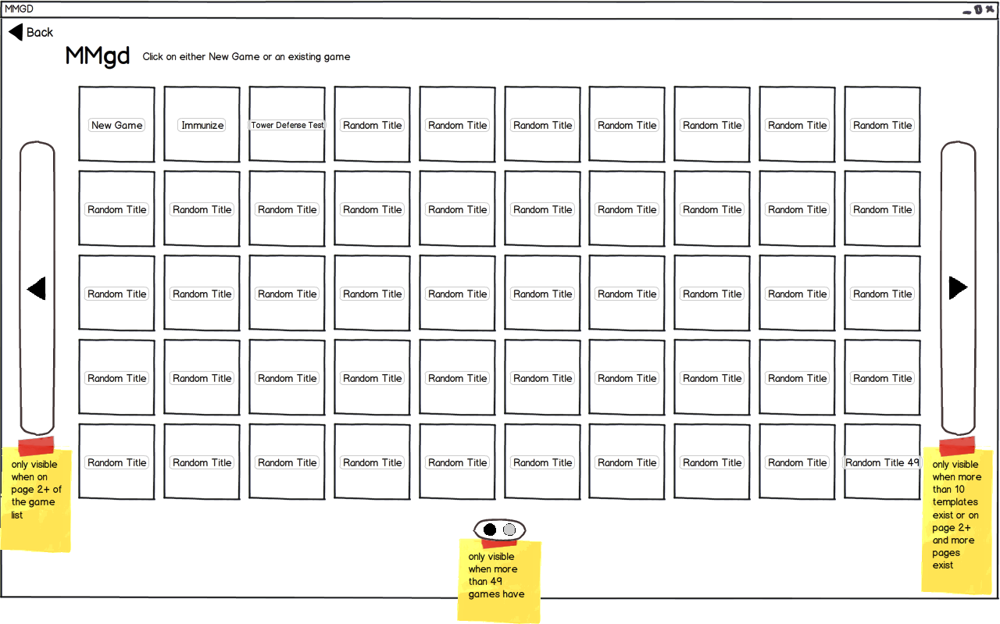 MMGD
Back
MMgd Click on either New Game or an existing game
New Game Immunize Tower Defense Test Random Title Random Title Random Title Random Title Random Title Random Title Random Title
Random Title Random Title Random Title Random Title Random Title Random Title Random Title Random Title Random Title Random Title
Random Title Random Title Random Title Random Title Random Title Random Title Random Title Random Title Random Title Random Title
Random Title Random Title Random Title Random Title Random Title Random Title Random Title Random Title Random Title Random Title
Random Title Random Title Random Title Random Title Random Title Random Title Random Title Random Title Random Title Random Title 49
only visible
when on
page 2+ of
the game
list
only visible
when more
than 49
games have
only visible
when more
than 10
templates
exist or on
page 2+
and more
pages
exist